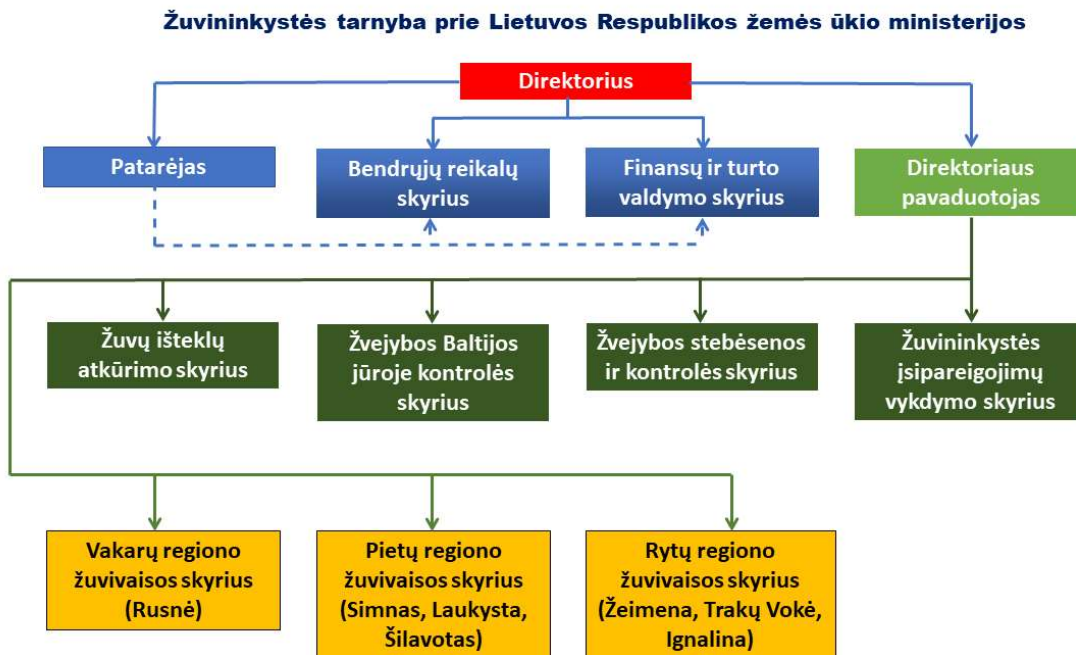 Žuvininkystės tarnyba prie Lietuvos Respublikos žemės ūkio ministerijos
Direktorius
Patarėjas
Bendrųjų reikalų
skyrius
Finansų ir turto
valdymo skyrius
Direktoriaus
pavaduotojas
Žuvų išteklų
atkūrimo skyrius
Žvejybos Baltijos
jūroje kontrolės
skyrius
Žvejybos stebėsenos
ir kontrolės skyrius
Žuvininkystės
įsipareigojimų
vykdymo skyrius
Vakarų regiono
žuvivaisos skyrius
(Rusnė)
Pietų regiono
žuvivaisos skyrius
(Simnas, Laukysta,
Šilavotas)
Rytų regiono
žuvivaisos skyrius
(Žeimena, Trakų Vokė,
Ignalina)